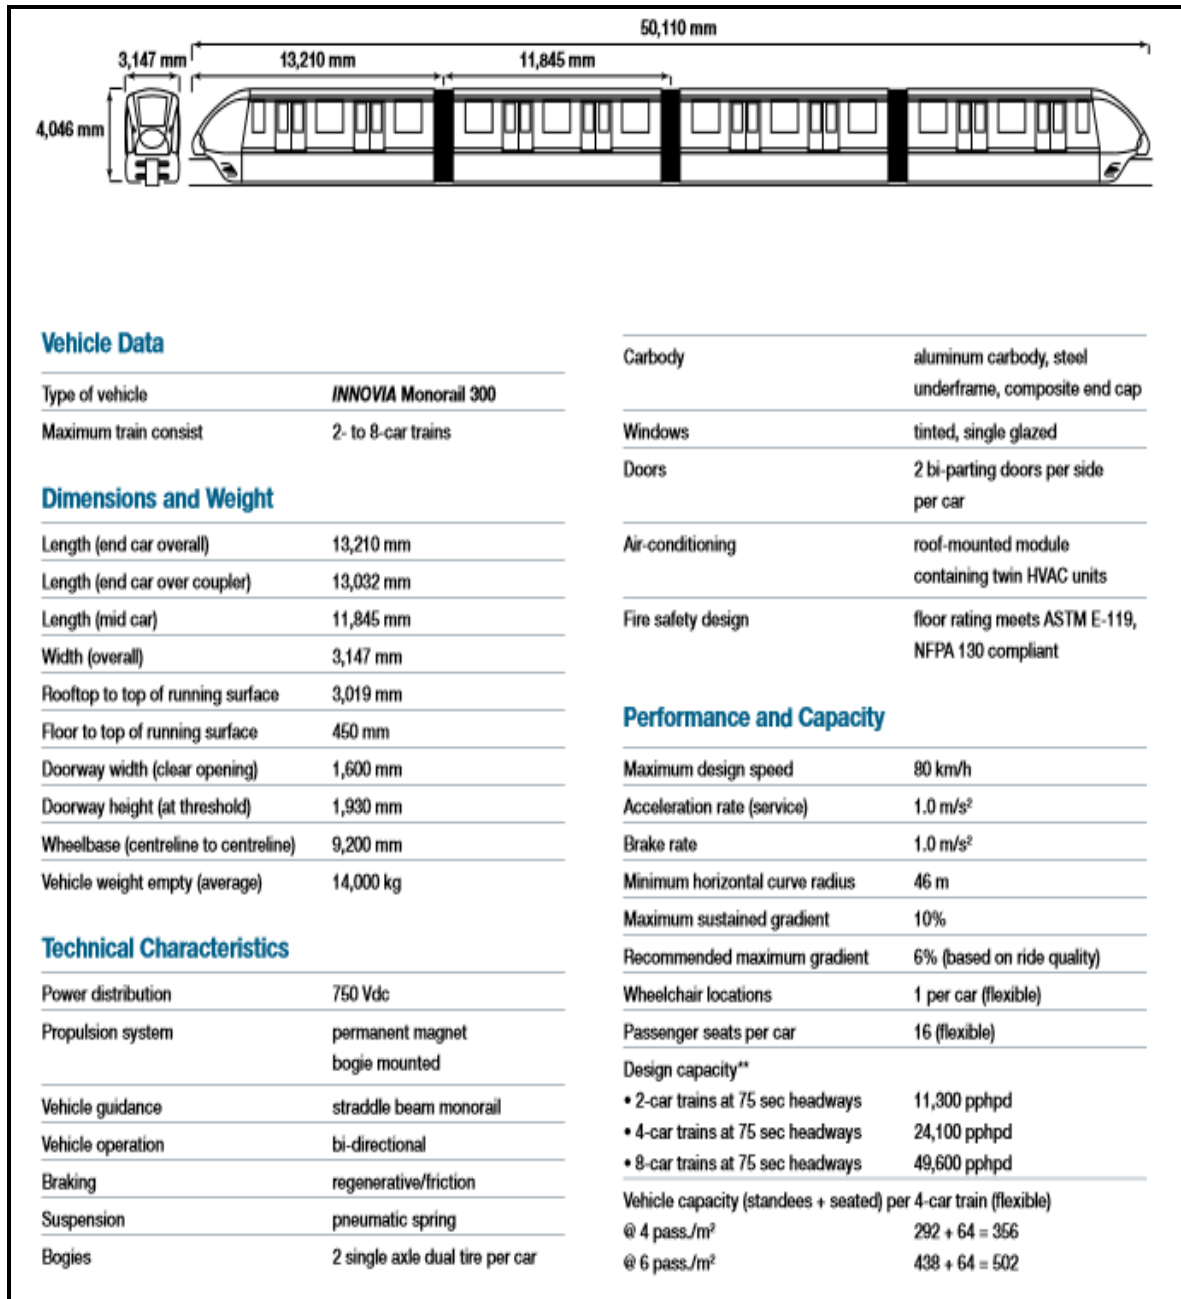 50,110 mm
3,147 mm
13,210 mm
11,845 mm
4,046 mm
Vehicle Data
Type of vehicle INNOVIA Monorail 300
Maximum train consist 2- to 8-car trains
Dimensions and Weight
Length (end car overall) 13,210 mm
Length (end car over coupler) 13,032 mm
Length (mid car) 11,845 mm
Width (overall) 3,147 mm
Rooftop to top of running surface 3,019 mm
Floor to top of running surface 450 mm
Doorway width (clear opening) 1,600 mm
Doorway height (at threshold) 1,930 mm
Wheelbase (centreline to centreline) 9,200 mm
Vehicle weight empty (average) 14,000 kg
Technical Characteristics
Power distribution 750 Vdc
Propulsion system permanent magnet
bogie mounted
Vehicle guidance straddle beam monorail
Vehicle operation bi-directional
Braking regenerative/friction
Suspension pneumatic spring
Bogies 2 single axle dual tire per car
Carbody aluminum carbody, steel
underframe, composite end cap
Windows tinted, single glazed
Doors 2 bi-parting doors per side
per car
Air-conditioning roof-mounted module
containing twin HVAC units
Fire safety design floor rating meets ASTM E-119,
NFPA 130 compliant
Performance and Capacity
Maximum design speed 80 km/h
Acceleration rate (service) 1.0 m/s²
Brake rate 1.0 m/s²
Minimum horizontal curve radius 46 m
Maximum sustained gradient 10%
Recommended maximum gradient 6% (based on ride quality)
Wheelchair locations 1 per car (flexible)
Passenger seats per car 16 (flexible)
Design capacity**
• 2-car trains at 75 sec headways 11,300 pphpd
• 4-car trains at 75 sec headways 24,100 pphpd
• 8-car trains at 75 sec headways 49,600 pphpd
Vehicle capacity (standees + seated) per 4-car train (flexible)
@ 4 pass./m² 292 + 64 = 356
@ 6 pass./m² 438 + 64 = 502